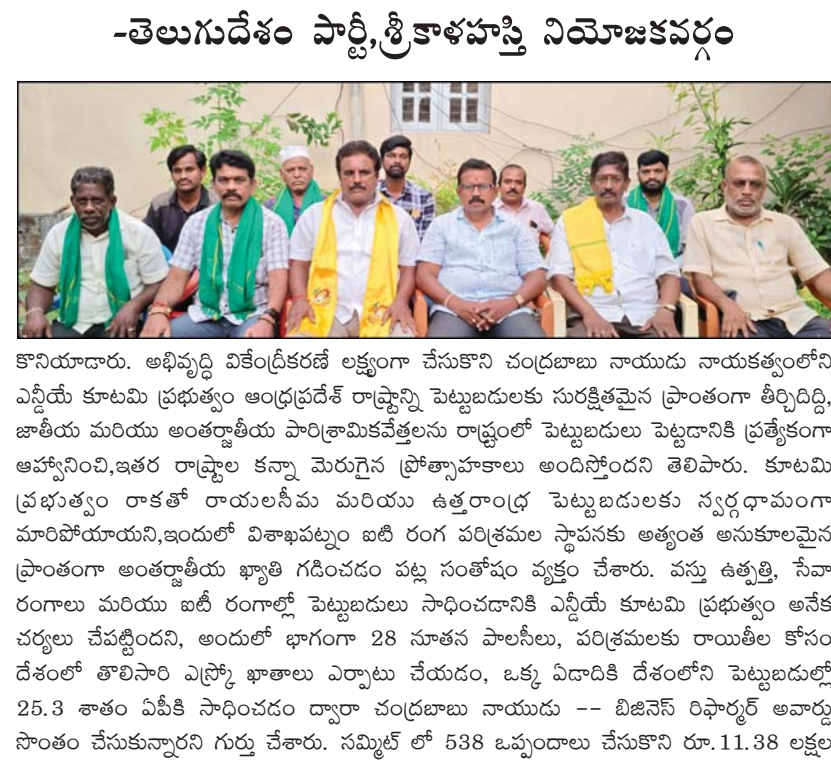 -తెలుగుదేశం పార్టీ,శ్రీకాళహస్తి నియోజకవర్గం
కొనియాడారు. అభివృద్ధి వికేంద్రీకరణే లక్ష్యంగా చేసుకొని చంద్రబాబు నాయుడు నాయకత్వంలోని
ఎన్డీయే కూటమి ప్రభుత్వం ఆంధ్రప్రదేశ్ రాష్ట్రాన్ని పెట్టుబడులకు సురక్షితమైన ప్రాంతంగా తీర్చిదిద్ది,
జాతీయ మరియు అంతర్జాతీయ పారిశ్రామికవేత్తలను రాష్ట్రంలో పెట్టుబడులు పెట్టడానికి ప్రత్యేకంగా
ఆహ్వానించి,ఇతర రాష్ట్రాల కన్నా మెరుగైన ప్రోత్సాహకాలు అందిస్తోందని తెలిపారు. కూటమి
ప్రభుత్వం రాకతో రాయలసీమ మరియు ఉత్తరాంధ్ర పెట్టుబడులకు స్వర్గధామంగా
మారిపోయాయని,ఇందులో విశాఖపట్నం ఐటి రంగ పరిశ్రమల స్థాపనకు అత్యంత అనుకూలమైన
ప్రాంతంగా అంతర్జాతీయ ఖ్యాతి గడించడం పట్ల సంతోషం వ్యక్తం చేశారు. వస్తు ఉత్పత్తి, సేవా
రంగాలు మరియు ఐటీ రంగాల్లో పెట్టుబడులు సాధించడానికి ఎన్డీయే కూటమి ప్రభుత్వం అనేక
చర్యలు చేపట్టిందని, అందులో భాగంగా 28 నూతన పాలసీలు, పరిశ్రమలకు రాయితీల కోసం
దేశంలో తొలిసారి ఎస్క్రో ఖాతాలు ఎర్పాటు చేయడం, ఒక్క ఏడాదికి దేశంలోని పెట్టుబడుల్లో
25.3 శాతం ఏపీకి సాధించడం ద్వారా చంద్రబాబు నాయుడు -- బిజినెస్ రిఫార్మర్ అవార్డు
సొంతం చేసుకున్నారని గుర్తు చేశారు. సమ్మిట్ లో 538 ఒప్పందాలు చేసుకొని రూ.11.38 లక్షల